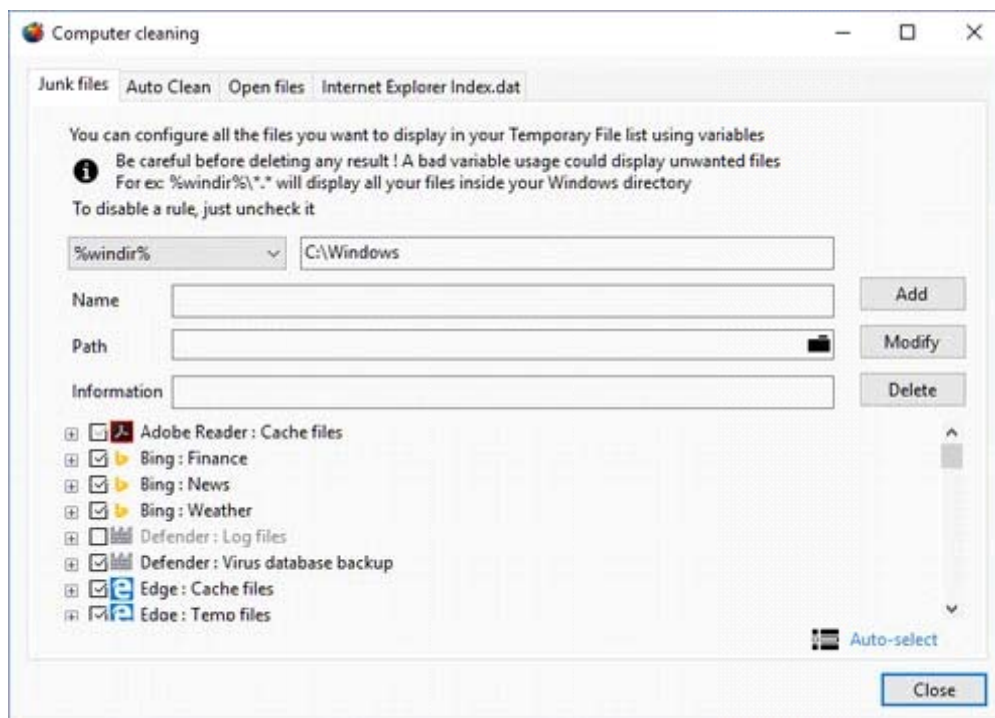 Computer cleaning
Junk files Auto Clean Open files Internet Explorer Index.dat
You can configure all the files you want to display in your Temporary File list using variables
Be careful before deleting any result ! A bad variable usage could display unwanted files
For ex: %windir%\*.* will display all your files inside your Windows directory
To disable a rule, just uncheck it
%windir% C:\Windows
Name Add
Path Modify
Information Delete
Adobe Reader : Cache files
Bing : Finance
Bing : News
Bing : Weather
Defender : Log files
Defender : Virus database backup
Edge : Cache files
Edge : Temp files
Auto-select
Close